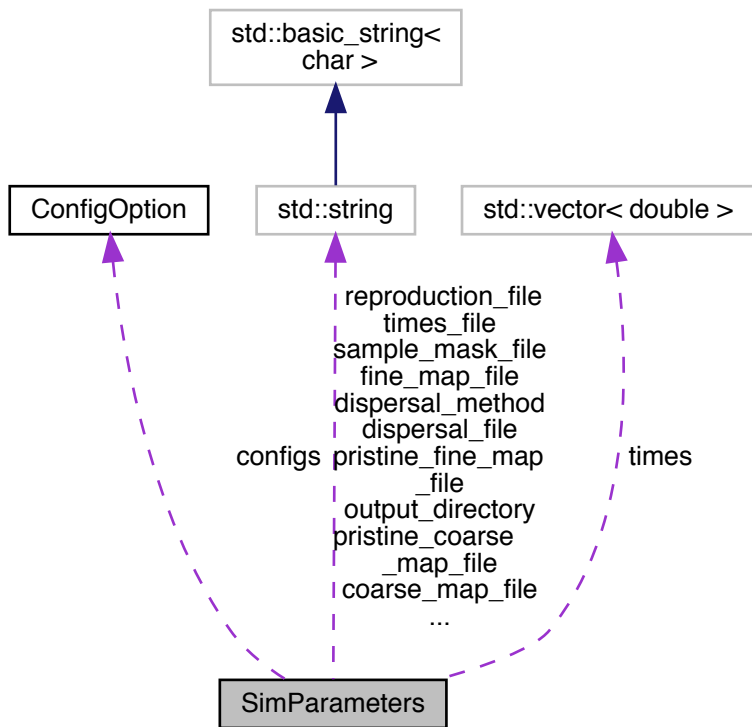 std::basic_string<
char >
ConfigOption
std::string
std::vector< double >
reproduction_file
times_file
sample_mask_file
fine_map_file
dispersal_method
dispersal_file
configs
pristine_fine_map
_file
times
output_directory
pristine_coarse
_map_file
coarse_map_file
...
SimParameters